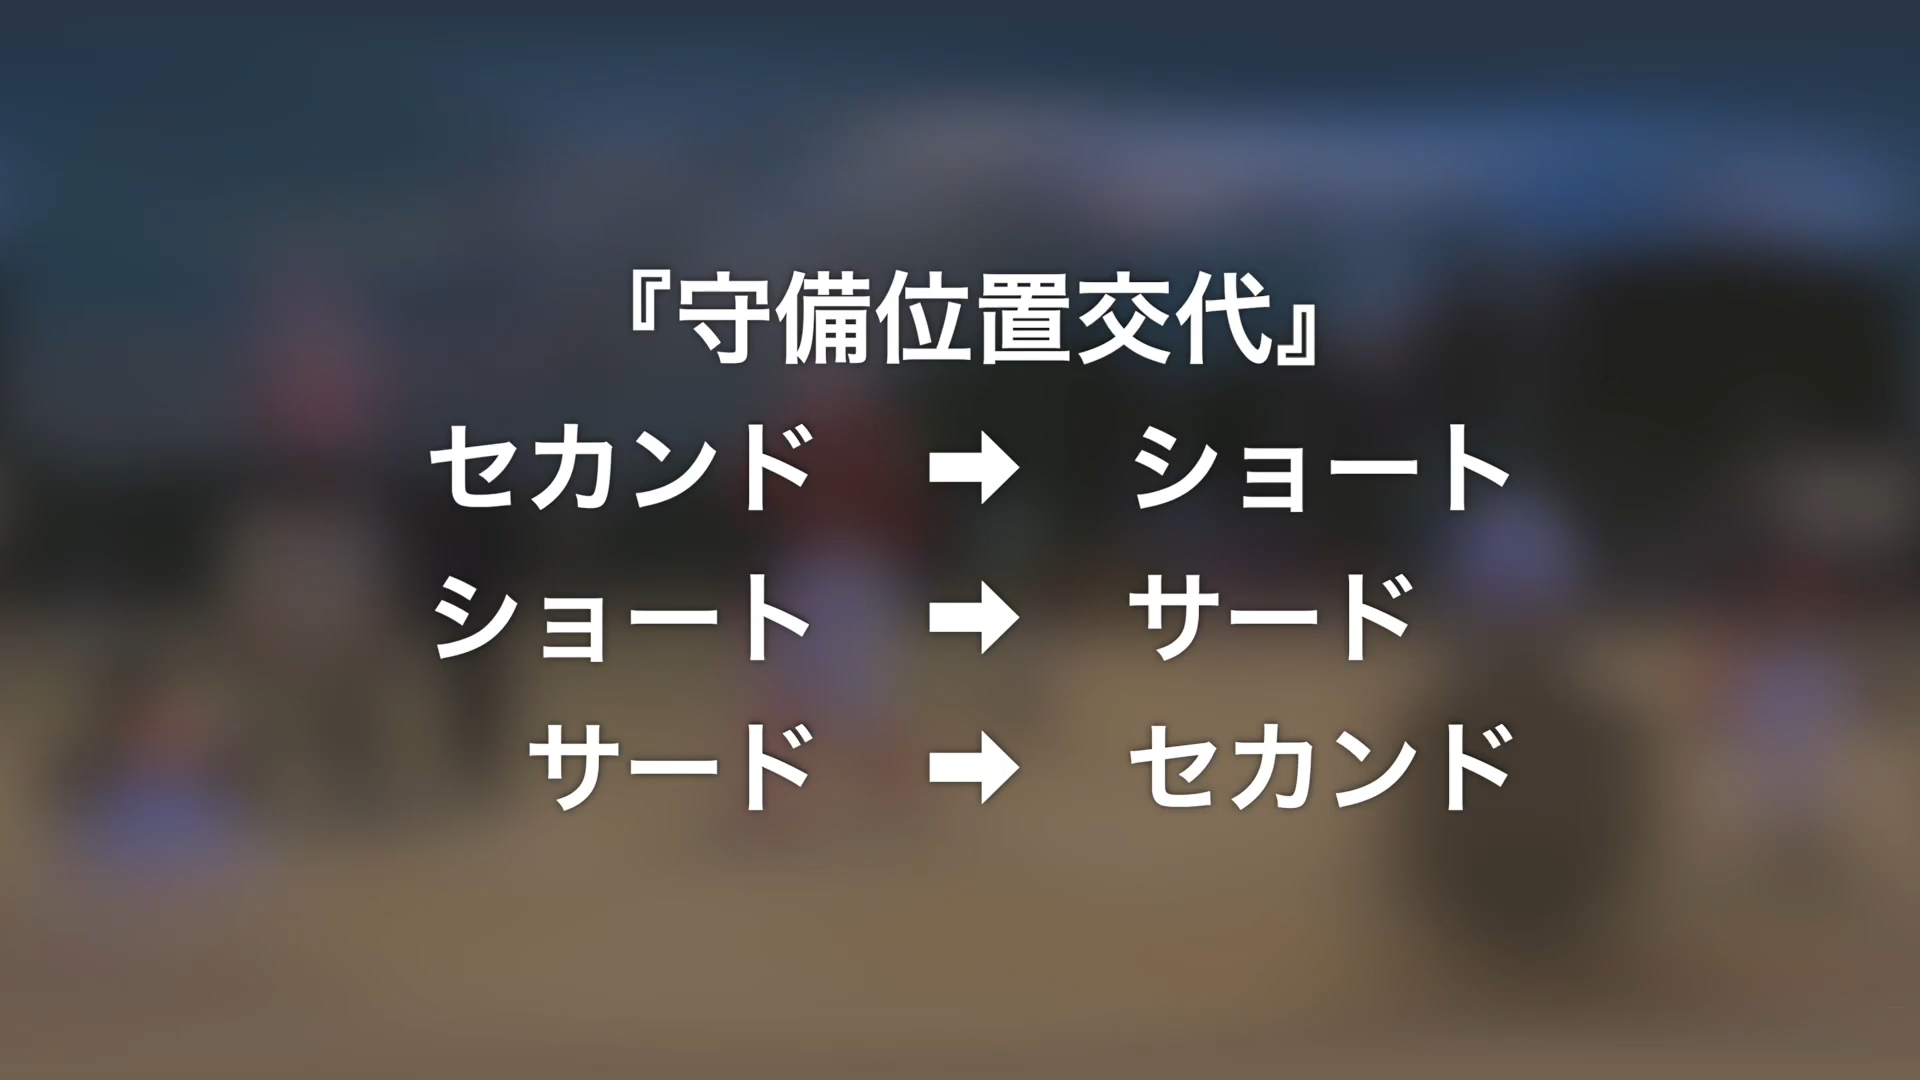 『守備位置交代』
セカンド ➡ ショート
ショート ➡ サード
サード ➡ セカンド